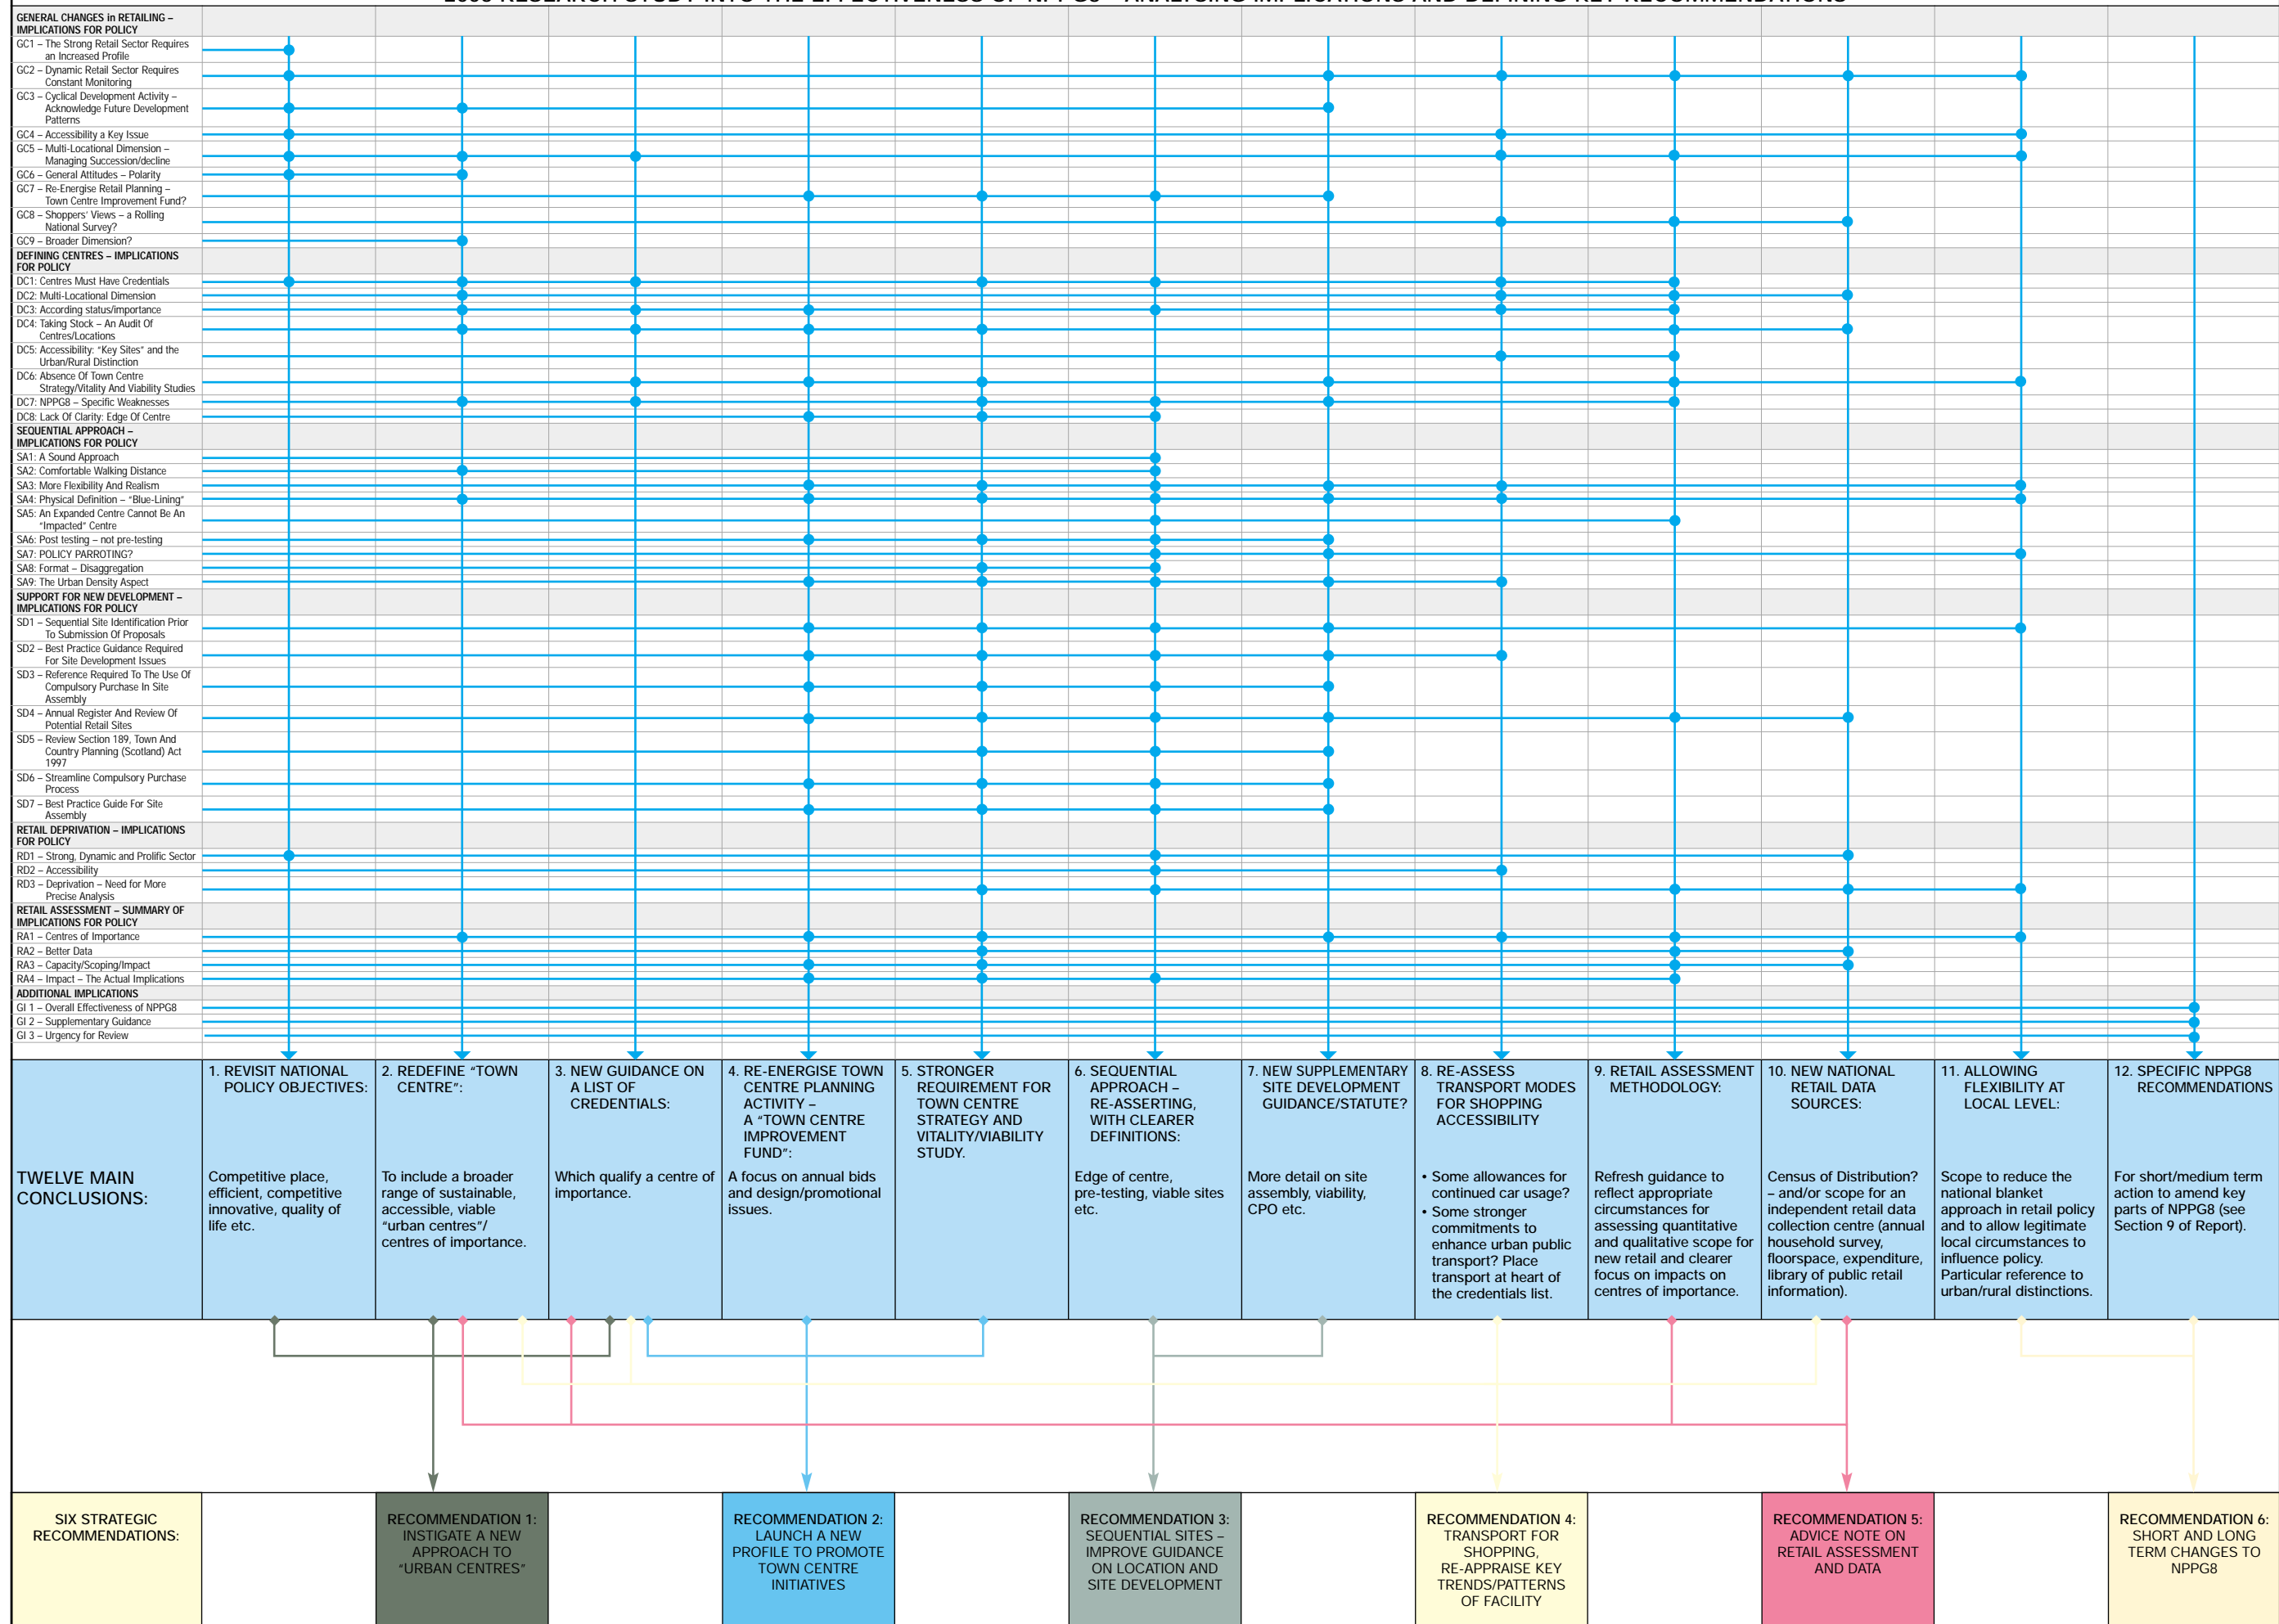 GENERAL CHANGES in RETAILING –
IMPLICATIONS FOR POLICY
GC1 – The Strong Retail Sector Requires
an Increased Profile
GC2 – Dynamic Retail Sector Requires
Constant Monitoring
GC3 – Cyclical Development Activity –
Acknowledge Future Development
Patterns
GC4 – Accessibility a Key Issue
GC5 – Multi-Locational Dimension –
Managing Succession/decline
GC6 – General Attitudes – Polarity
GC7 – Re-Energise Retail Planning –
Town Centre Improvement Fund?
GC8 – Shoppers' Views – a Rolling
National Survey?
GC9 – Broader Dimension?
DEFINING CENTRES – IMPLICATIONS
FOR POLICY
DC1: Centres Must Have Credentials
DC2: Multi-Locational Dimension
DC3: According status/importance
DC4: Taking Stock – An Audit Of
Centres/Locations
DC5: Accessibility: "Key Sites" and the
Urban/Rural Distinction
DC6: Absence Of Town Centre
Strategy/Vitality And Viability Studies
DC7: NPPG8 – Specific Weaknesses
DC8: Lack Of Clarity: Edge Of Centre
SEQUENTIAL APPROACH –
IMPLICATIONS FOR POLICY
SA1: A Sound Approach
SA2: Comfortable Walking Distance
SA3: More Flexibility And Realism
SA4: Physical Definition – "Blue-Lining"
SA5: An Expanded Centre Cannot Be An
"Impacted" Centre
SA6: Post testing – not pre-testing
SA7: POLICY PARROTING?
SA8: Format – Disaggregation
SA9: The Urban Density Aspect
SUPPORT FOR NEW DEVELOPMENT –
IMPLICATIONS FOR POLICY
SD1 – Sequential Site Identification Prior
To Submission Of Proposals
SD2 – Best Practice Guidance Required
For Site Development Issues
SD3 – Reference Required To The Use Of
Compulsory Purchase In Site
Assembly
SD4 – Annual Register And Review Of
Potential Retail Sites
SD5 – Review Section 189, Town And
Country Planning (Scotland) Act
1997
SD6 – Streamline Compulsory Purchase
Process
SD7 – Best Practice Guide For Site
Assembly
RETAIL DEPRIVATION – IMPLICATIONS
FOR POLICY
RD1 – Strong, Dynamic and Prolific Sector
RD2 – Accessibility
RD3 – Deprivation – Need for More
Precise Analysis
RETAIL ASSESSMENT – SUMMARY OF
IMPLICATIONS FOR POLICY
RA1 – Centres of Importance
RA2 – Better Data
RA3 – Capacity/Scoping/Impact
RA4 – Impact – The Actual Implications
ADDITIONAL IMPLICATIONS
GI 1 – Overall Effectiveness of NPPG8
GI 2 – Supplementary Guidance
GI 3 – Urgency for Review
TWELVE MAIN
CONCLUSIONS:
1. REVISIT NATIONAL
POLICY OBJECTIVES:
Competitive place,
efficient, competitive
innovative, quality of
life etc.
2. REDEFINE "TOWN
CENTRE":
To include a broader
range of sustainable,
accessible, viable
"urban centres"/
centres of importance.
3. NEW GUIDANCE ON
A LIST OF
CREDENTIALS:
Which qualify a centre of
importance.
4. RE-ENERGISE TOWN
CENTRE PLANNING
ACTIVITY –
A "TOWN CENTRE
IMPROVEMENT
FUND":
A focus on annual bids
and design/promotional
issues.
5. STRONGER
REQUIREMENT FOR
TOWN CENTRE
STRATEGY AND
VITALITY/VIABILITY
STUDY.
6. SEQUENTIAL
APPROACH –
RE-ASSERTING,
WITH CLEARER
DEFINITIONS:
Edge of centre,
pre-testing, viable sites
etc.
7. NEW SUPPLEMENTARY
SITE DEVELOPMENT
GUIDANCE/STATUTE?
More detail on site
assembly, viability,
CPO etc.
8. RE-ASSESS
TRANSPORT MODES
FOR SHOPPING
ACCESSIBILITY
• Some allowances for
continued car usage?
• Some stronger
commitments to
enhance urban public
transport? Place
transport at heart of
the credentials list.
9. RETAIL ASSESSMENT
METHODOLOGY:
Refresh guidance to
reflect appropriate
circumstances for
assessing quantitative
and qualitative scope for
new retail and clearer
focus on impacts on
centres of importance.
10. NEW NATIONAL
RETAIL DATA
SOURCES:
Census of Distribution?
– and/or scope for an
independent retail data
collection centre (annual
household survey,
floorspace, expenditure,
library of public retail
information).
11. ALLOWING
FLEXIBILITY AT
LOCAL LEVEL:
Scope to reduce the
national blanket
approach in retail policy
and to allow legitimate
local circumstances to
influence policy.
Particular reference to
urban/rural distinctions.
12. SPECIFIC NPPG8
RECOMMENDATIONS
For short/medium term
action to amend key
parts of NPPG8 (see
Section 9 of Report).
SIX STRATEGIC
RECOMMENDATIONS:
RECOMMENDATION 1:
INSTIGATE A NEW
APPROACH TO
"URBAN CENTRES"
RECOMMENDATION 2:
LAUNCH A NEW
PROFILE TO PROMOTE
TOWN CENTRE
INITIATIVES
RECOMMENDATION 3:
SEQUENTIAL SITES –
IMPROVE GUIDANCE
ON LOCATION AND
SITE DEVELOPMENT
RECOMMENDATION 4:
TRANSPORT FOR
SHOPPING,
RE-APPRAISE KEY
TRENDS/PATTERNS
OF FACILITY
RECOMMENDATION 5:
ADVICE NOTE ON
RETAIL ASSESSMENT
AND DATA
RECOMMENDATION 6:
SHORT AND LONG
TERM CHANGES TO
NPPG8